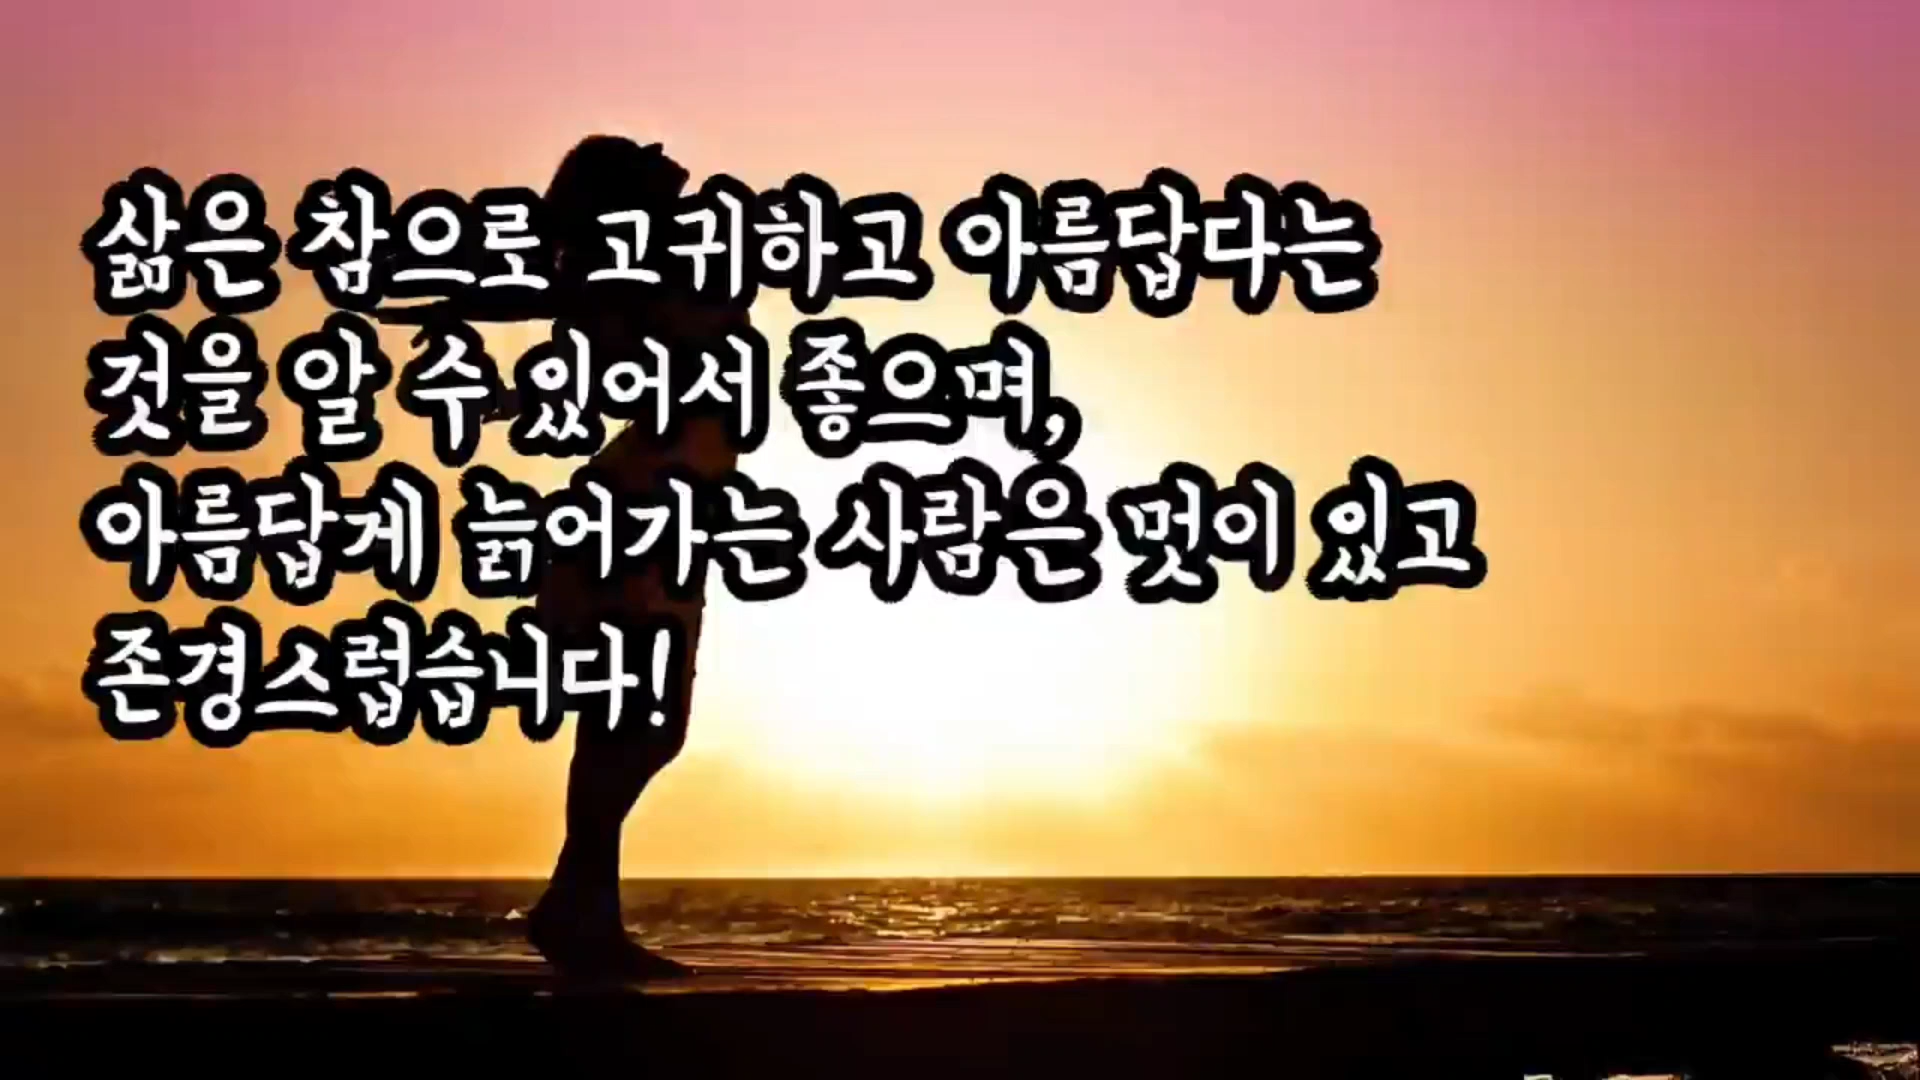 삶은 참으로 고귀하고 아름답다는
것을 알 수 있어서 좋으며,
아름답게 늙어가는 사람은 멋이 있고
존경스럽습니다!